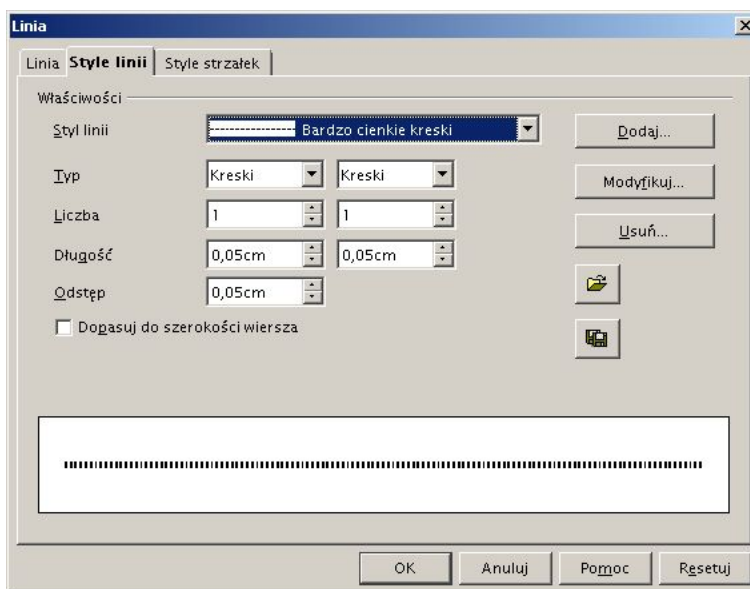 Linia
Linia Style linii Style strzałek
Właściwości
Styl linii Bardzo cienkie kreski Dodaj...
Typ Kreski Kreski Modyfikuj...
Liczba 1 1 Usuń...
Długość 0,05cm 0,05cm
Odstęp 0,05cm
Dopasuj do szerokości wiersza
OK Anuluj Pomoc Resetuj